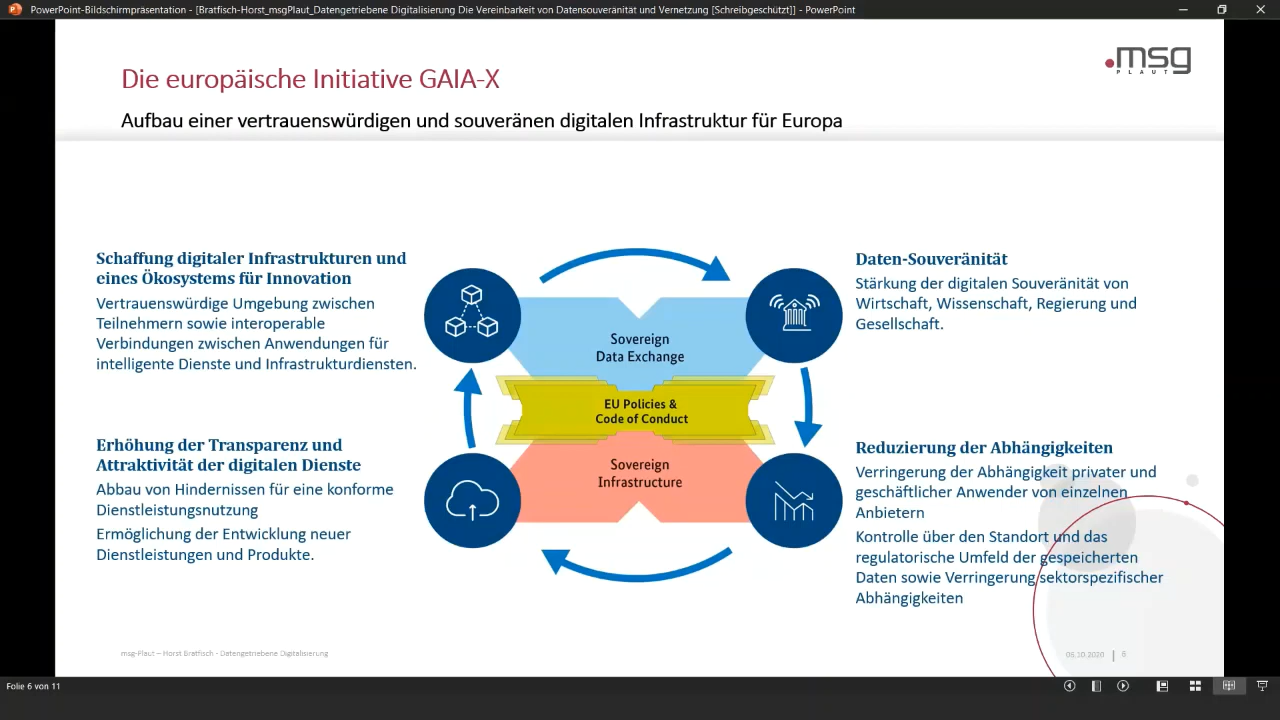 PowerPoint-Bildschirmpräsentation - [Bratfisch-Horst_msgPlaut_Datengetriebene Digitalisierung Die Vereinbarkeit von Datensouveränität und Vernetzung [Schreibgeschützt]] - PowerPoint
.msg
PLAUT
Die europäische Initiative GAIA-X
Aufbau einer vertrauenswürdigen und souveränen digitalen Infrastruktur für Europa
Schaffung digitaler Infrastrukturen und
eines Ökosystems für Innovation
Vertrauenswürdige Umgebung zwischen
Teilnehmern sowie interoperable
Verbindungen zwischen Anwendungen für
intelligente Dienste und Infrastrukturdiensten.
Erhöhung der Transparenz und
Attraktivität der digitalen Dienste
Abbau von Hindernissen für eine konforme
Dienstleistungsnutzung
Ermöglichung der Entwicklung neuer
Dienstleistungen und Produkte.
Sovereign
Data Exchange
EU Policies &
Code of Conduct
Sovereign
Infrastructure
Daten-Souveränität
Stärkung der digitalen Souveränität von
Wirtschaft, Wissenschaft, Regierung und
Gesellschaft.
Reduzierung der Abhängigkeiten
Verringerung der Abhängigkeit privater und
geschäftlicher Anwender von einzelnen
Anbietern
Kontrolle über den Standort und das
regulatorische Umfeld der gespeicherten
Daten sowie Verringerung sektorspezifischer
Abhängigkeiten
msg-Plaut – Horst Bratfisch - Datengetriebene Digitalisierung
06.10.2020 | 6
Folie 6 von 11